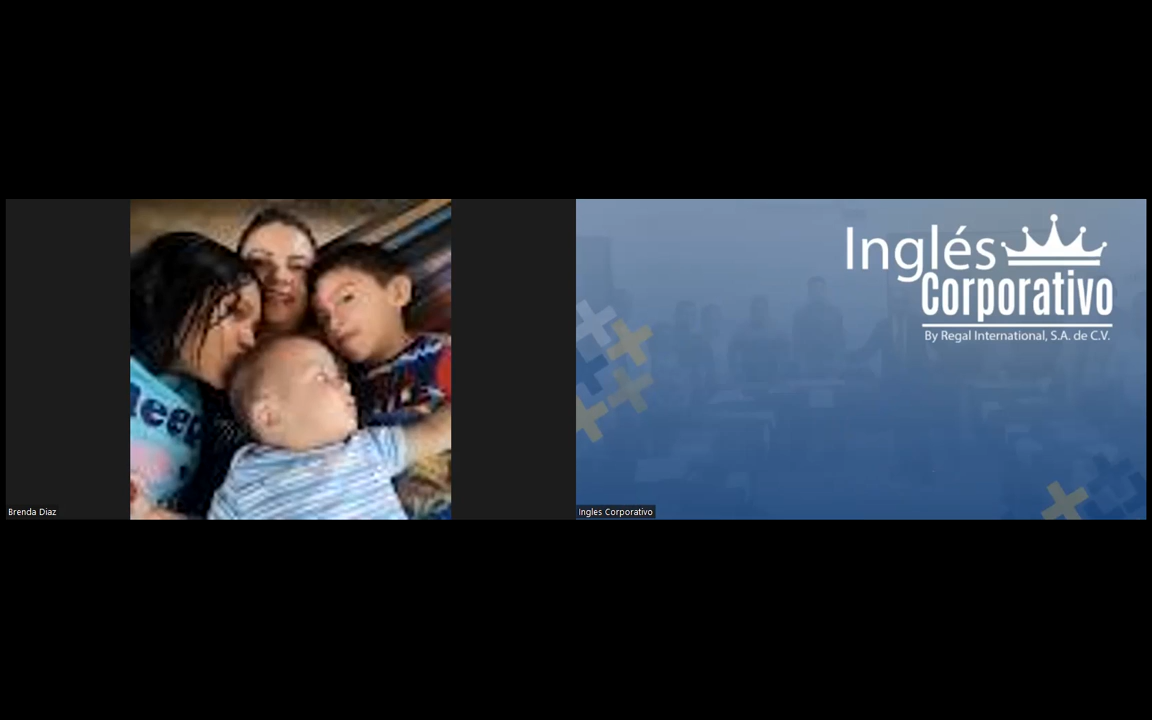 Inglés
Corporativo
By Regal International, S.A. de C.V.
Brenda Diaz
Ingles Corporativo